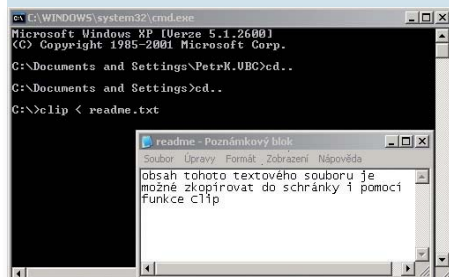 C:\WINDOWS\system32\cmd.exe
Microsoft Windows XP [Verze 5.1.2600]
(C) Copyright 1985-2001 Microsoft Corp.
C:\Documents and Settings\PetrK.UBC>cd..
C:\Documents and Settings>cd..
C:\>clip < readme.txt
readme - Poznámkový blok
Soubor Úpravy Formát Zobrazení Nápověda
obsah tohoto textového souboru je
možné zkopírovat do schránky i pomocí
funkce Clip